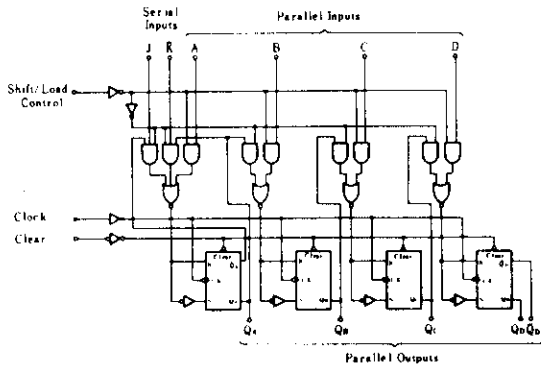 Serial
Inputs
Parallel Inputs
J R A B C D
Shift/Load
Control
Clock
Clear
Clear Clear Clear Clear
QA QB QC QD QD
Parallel Outputs